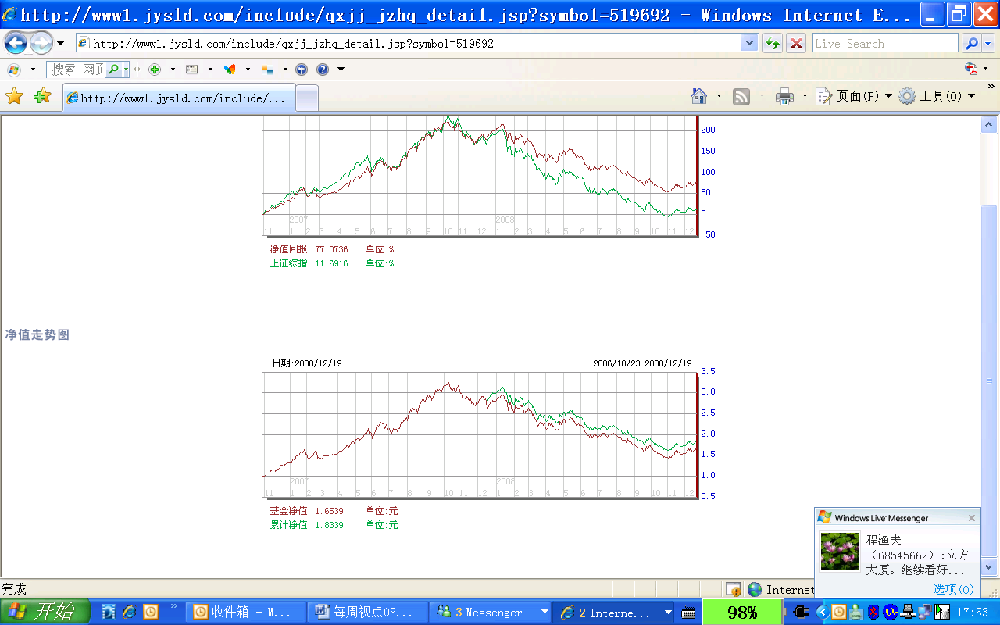 http://www1.jysld.com/include/qxjj_jzhq_detail.jsp?symbol=519692 - Windows Internet E...
http://www1.jysld.com/include/qxjj_jzhq_detail.jsp?symbol=519692
Live Search
搜索 网页
http://www1.jysld.com/include/...
页面(P)
工具(O)
»
200
150
100
50
0
-50
2007 2008
11 1 2 3 4 5 6 7 8 9 10 11 12 1 2 3 4 5 6 7 8 9 10 11 12
净值回报 77.0736 单位:%
上证综指 11.6916 单位:%
净值走势图
日期:2008/12/19 2006/10/23-2008/12/19
3.5
3.0
2.5
2.0
1.5
1.0
0.5
2007 2008
11 1 2 3 4 5 6 7 8 9 10 11 12 1 2 3 4 5 6 7 8 9 10 11 12
基金净值 1.6539 单位:元
累计净值 1.8339 单位:元
Windows Live Messenger
程渔夫
(68545662):立方
大厦。继续看好...
选项(O)
完成
Internet
开始
»
收件箱 - M...
每周视点08...
3 Messenger
2 Interne...
98%
17:53